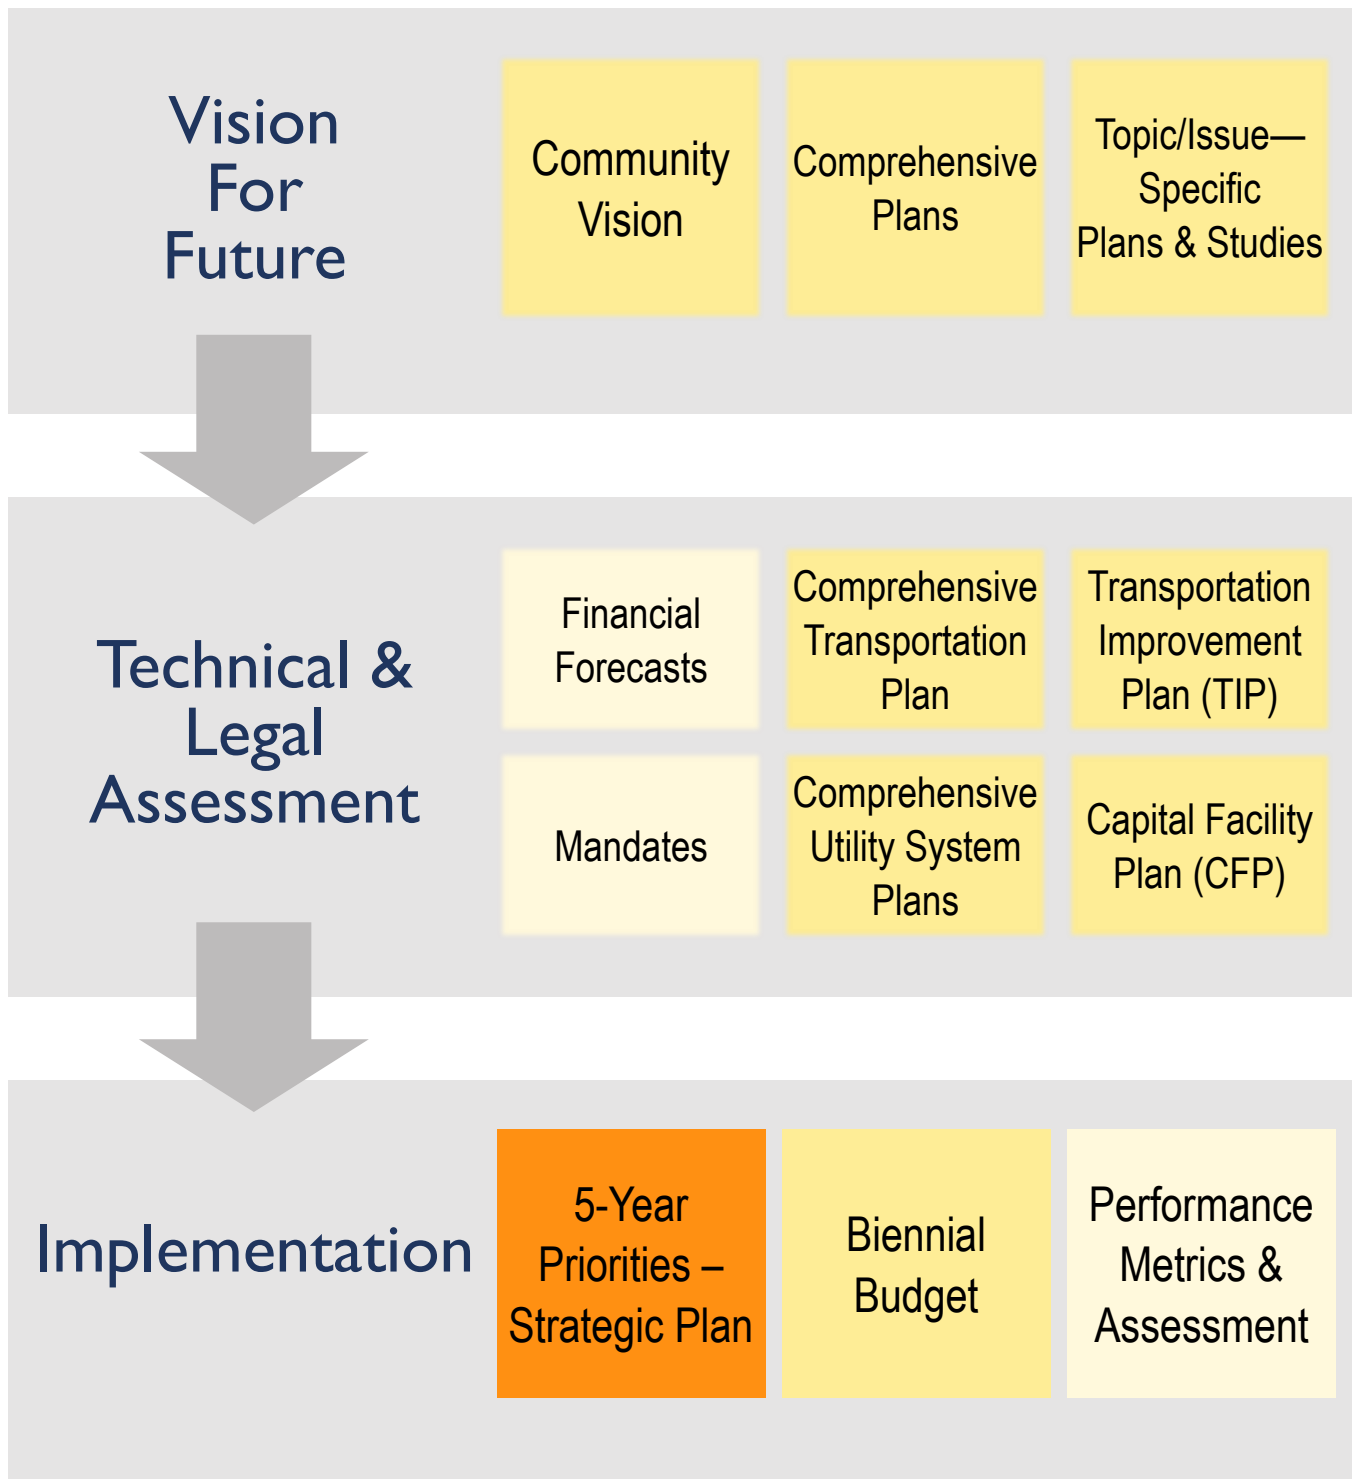 Vision
For
Future
Community
Vision
Comprehensive
Plans
Topic/Issue—
Specific
Plans & Studies
Technical &
Legal
Assessment
Financial
Forecasts
Comprehensive
Transportation
Plan
Transportation
Improvement
Plan (TIP)
Mandates
Comprehensive
Utility System
Plans
Capital Facility
Plan (CFP)
Implementation
5-Year
Priorities –
Strategic Plan
Biennial
Budget
Performance
Metrics &
Assessment